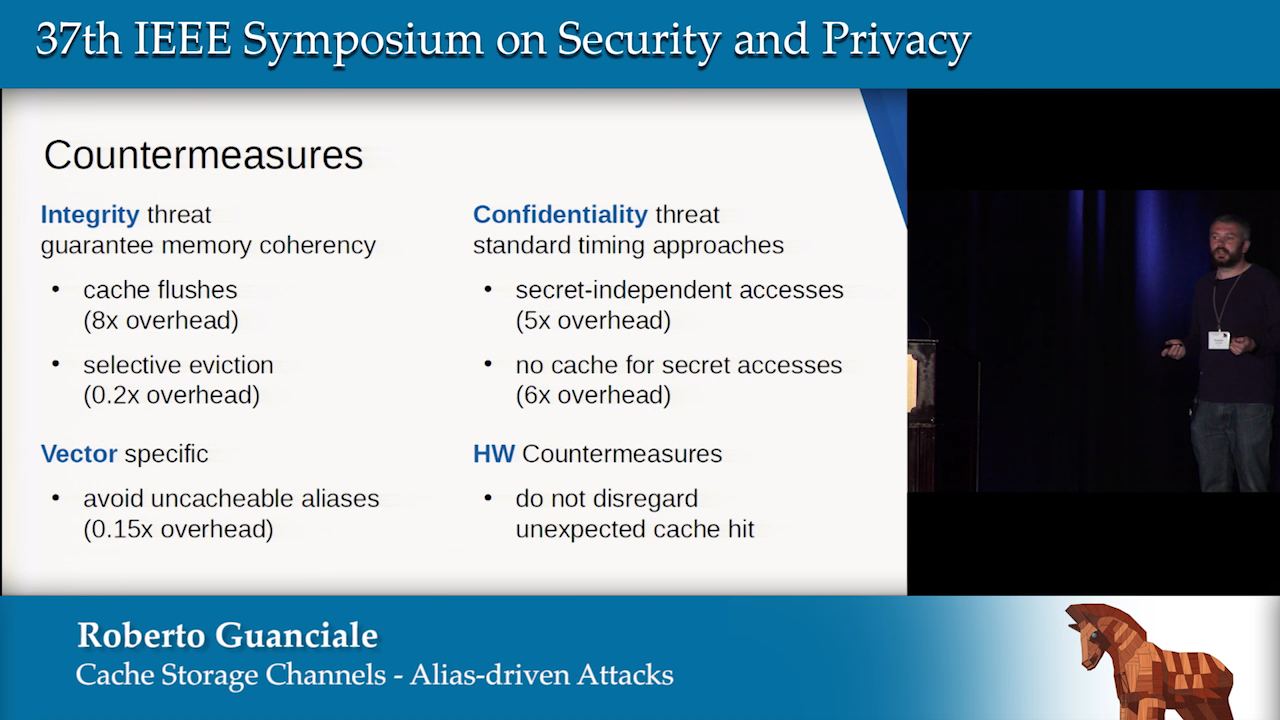 37th IEEE Symposium on Security and Privacy
Countermeasures
Integrity threat
guarantee memory coherency
• cache flushes
(8x overhead)
• selective eviction
(0.2x overhead)
Vector specific
• avoid uncacheable aliases
(0.15x overhead)
Confidentiality threat
standard timing approaches
• secret-independent accesses
(5x overhead)
• no cache for secret accesses
(6x overhead)
HW Countermeasures
• do not disregard
unexpected cache hit
Roberto Guanciale
Cache Storage Channels - Alias-driven Attacks